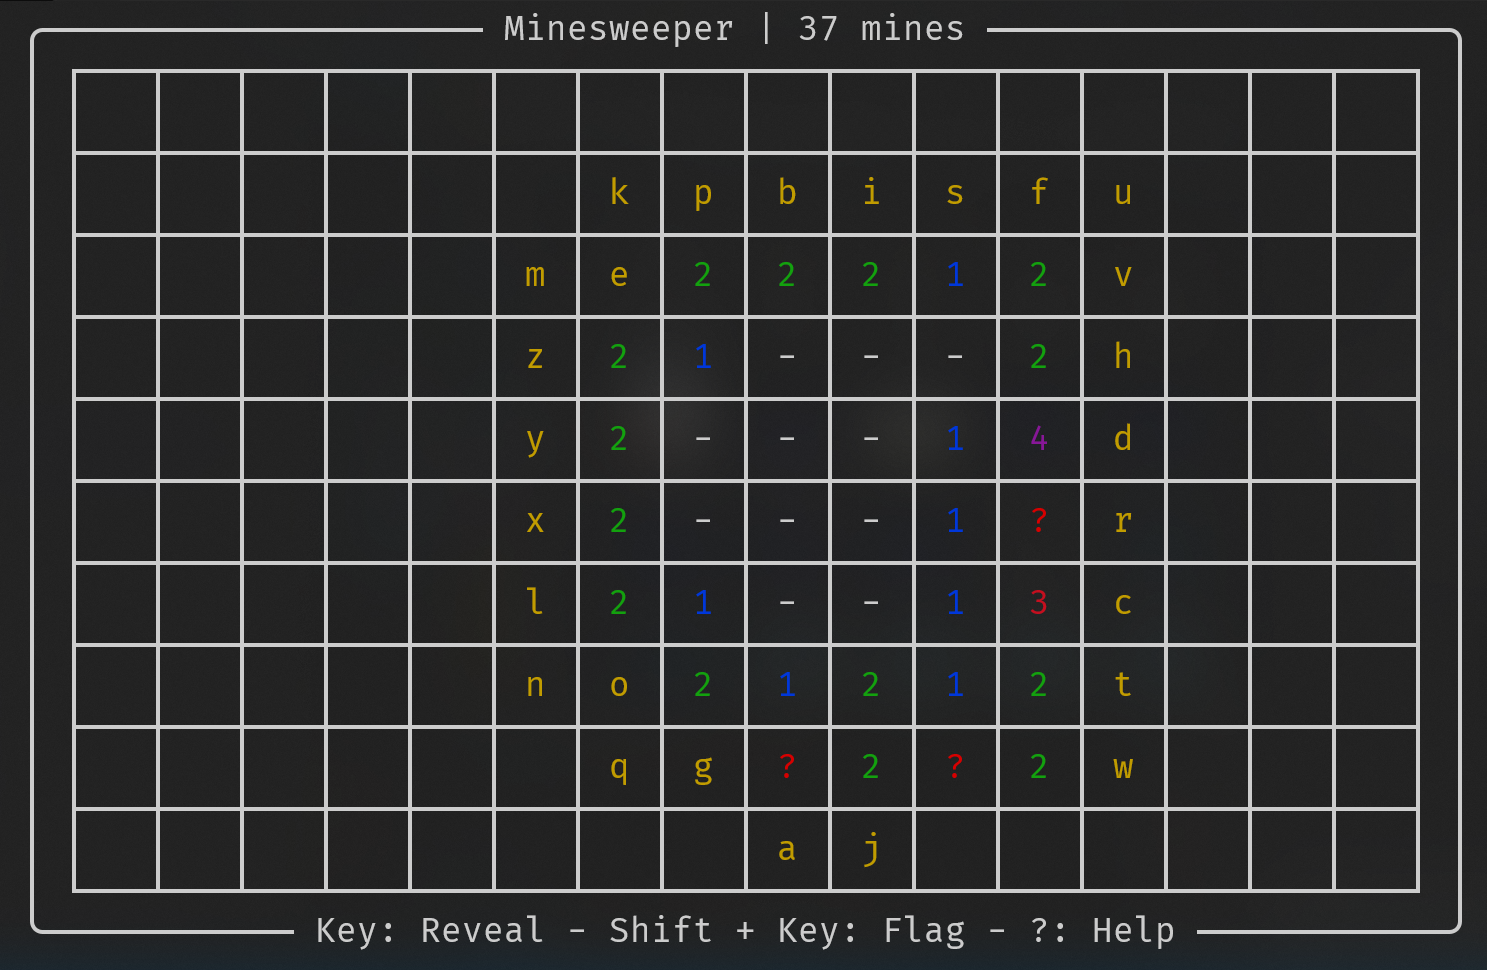 Minesweeper | 37 mines
k p b i s f u
m e 2 2 2 1 2 v
z 2 1 - - - 2 h
y 2 - - - 1 4 d
x 2 - - - 1 ? r
l 2 1 - - 1 3 c
n o 2 1 2 1 2 t
q g ? 2 ? 2 w
a j
Key: Reveal - Shift + Key: Flag - ?: Help